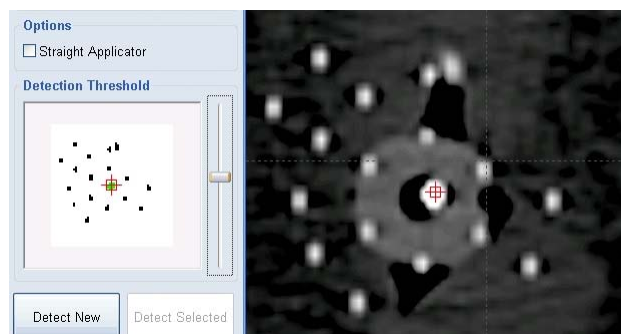 Options
Straight Applicator
Detection Threshold
Detect New
Detect Selected